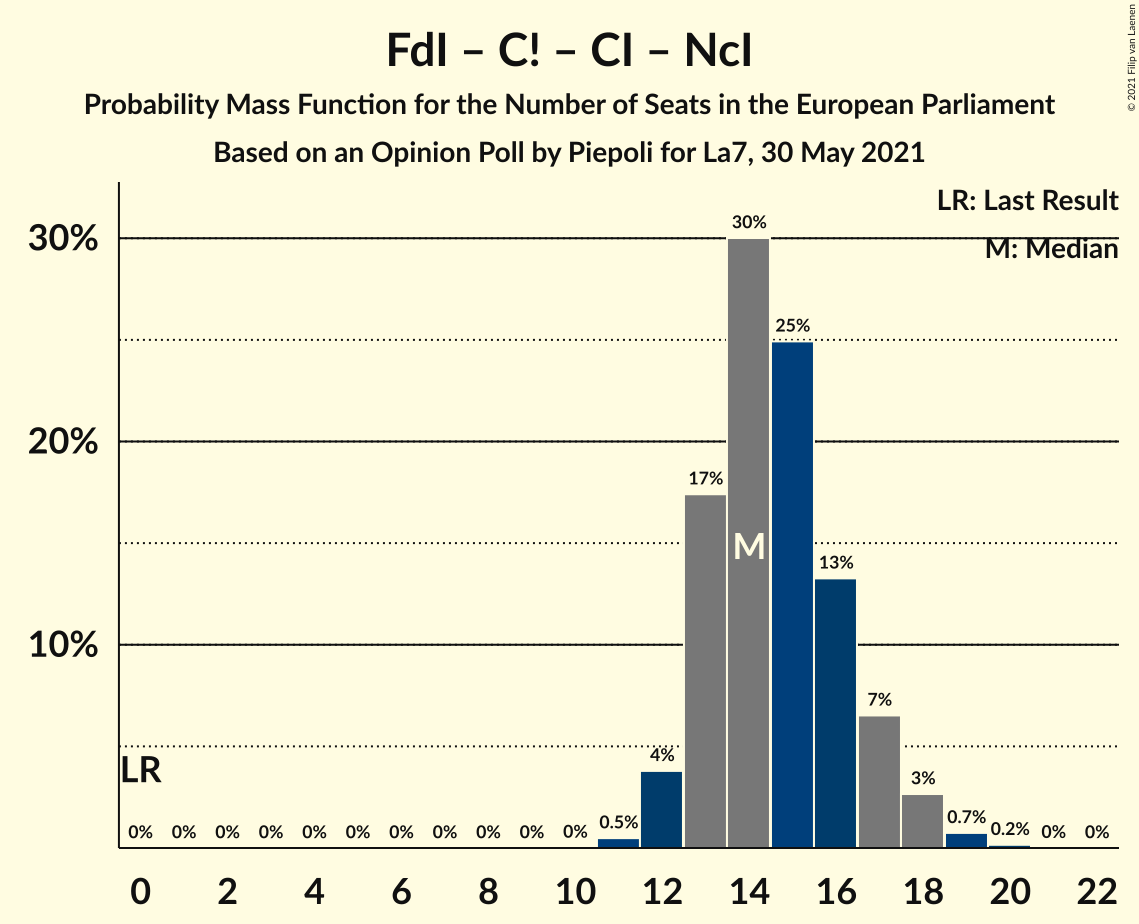 FdI – C! – CI – NcI
Probability Mass Function for the Number of Seats in the European Parliament
Based on an Opinion Poll by Piepoli for La7, 30 May 2021
© 2021 Filip van Laenen
LR: Last Result
M: Median
30%
20%
10%
30%
25%
17%
M
13%
7%
4%
3%
LR
0% 0% 0% 0% 0% 0% 0% 0% 0% 0% 0% 0.5% 0.7% 0.2% 0% 0%
0 2 4 6 8 10 12 14 16 18 20 22